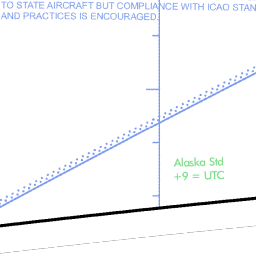 TO STATE AIRCRAFT BUT COMPLIANCE WITH ICAO STAN
AND PRACTICES IS ENCOURAGED.
Alaska Std
+9 = UTC